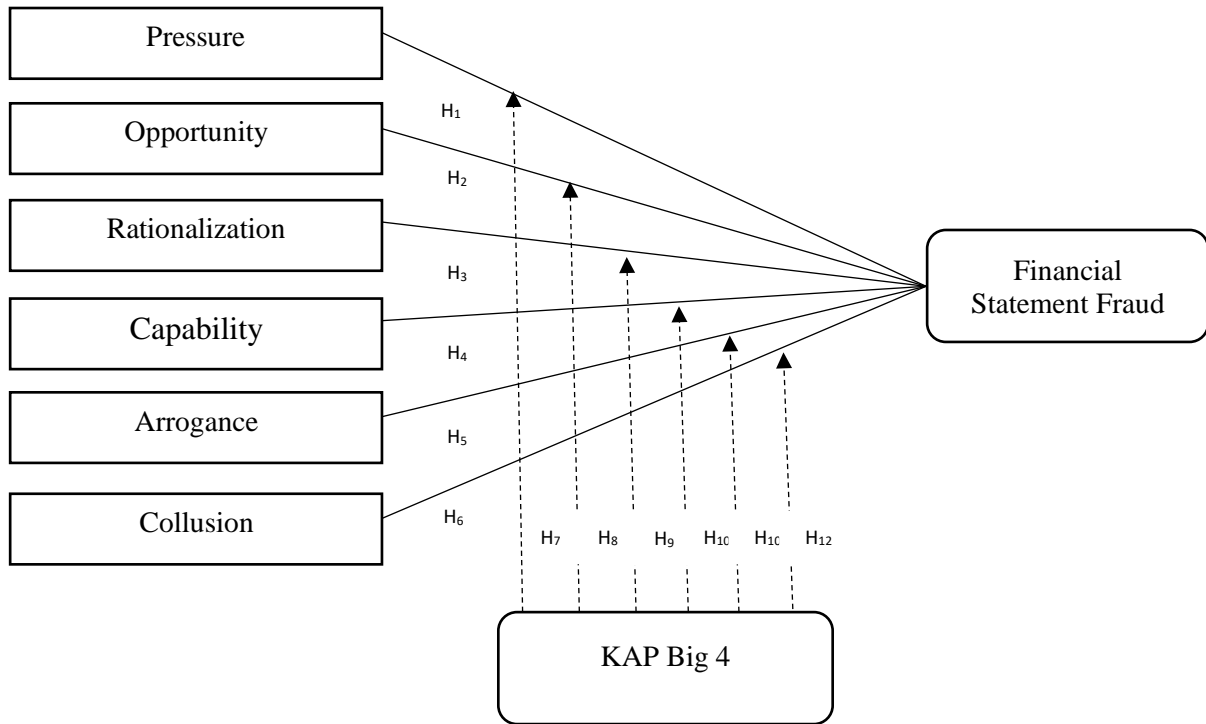 Pressure
H₁
Opportunity
H₂
Rationalization
H₃
Financial
Statement Fraud
Capability
H₄
Arrogance
H₅
Collusion
H₆
H₇ H₈ H₉ H₁₀ H₁₀ H₁₂
KAP Big 4